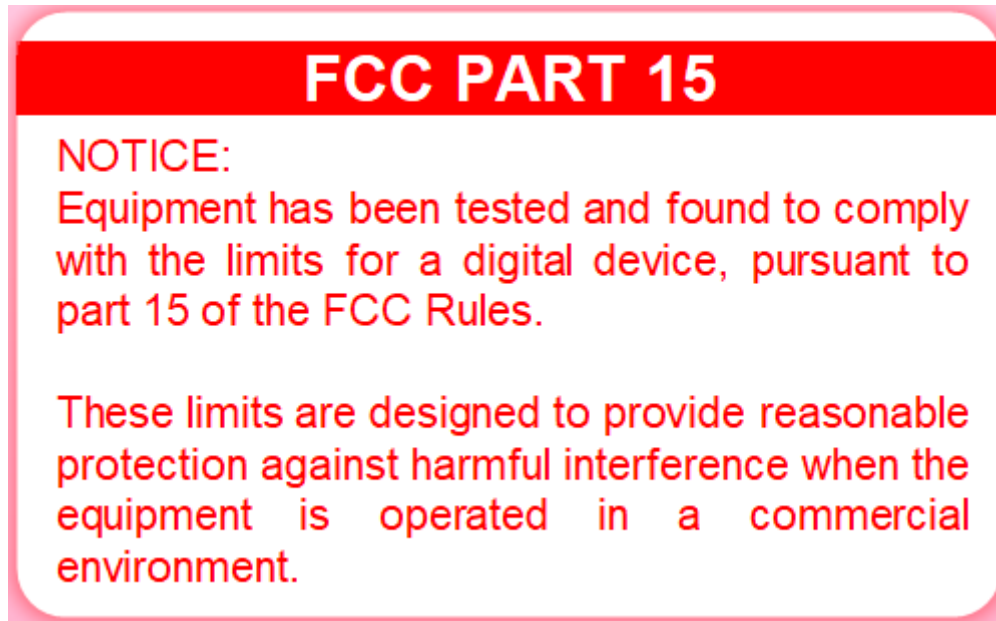 FCC PART 15
NOTICE:
Equipment has been tested and found to comply
with the limits for a digital device, pursuant to
part 15 of the FCC Rules.
These limits are designed to provide reasonable
protection against harmful interference when the
equipment is operated in a commercial
environment.